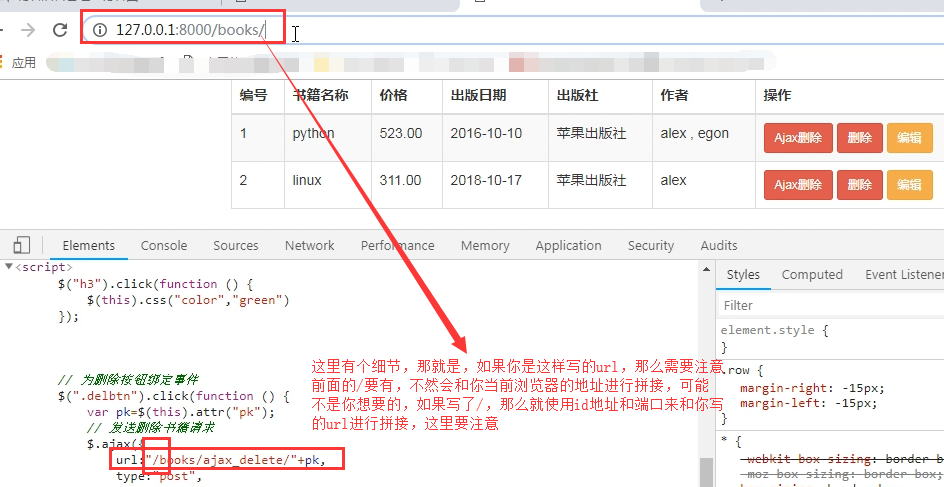 127.0.0.1:8000/books/
应用
编号 书籍名称 价格 出版日期 出版社 作者 操作
1 python 523.00 2016-10-10 苹果出版社 alex , egon Ajax删除 删除 编辑
2 linux 311.00 2018-10-17 苹果出版社 alex Ajax删除 删除 编辑
Elements Console Sources Network Performance Memory Application Security Audits
<script>
$("h3").click(function () {
$(this).css("color","green")
});
// 为删除按钮绑定事件
$(".delbtn").click(function () {
var pk=$(this).attr("pk");
// 发送删除书籍请求
$.ajax({
url:"/books/ajax_delete/"+pk,
type:"post",
这里有个细节，那就是，如果你是这样写的url，那么需要注意
前面的/要有，不然会和你当前浏览器的地址进行拼接，可能
不是你想要的，如果写了/，那么就使用id地址和端口来和你写
的url进行拼接，这里要注意
Styles Computed Event Listener
Filter
element.style {
}
.row {
margin-right: -15px;
margin-left: -15px;
}
* {
-webkit-box-sizing: border-b
-moz-box-sizing: border-bo